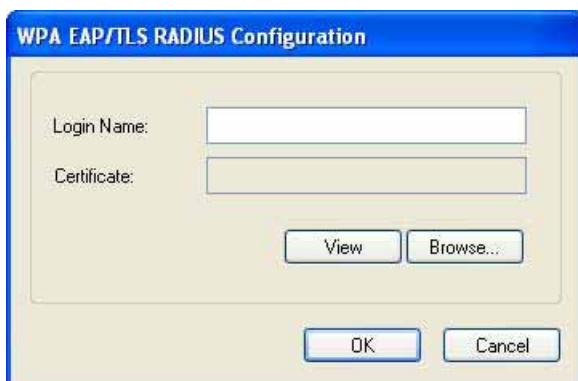 WPA EAP/TLS RADIUS Configuration
Login Name:
Certificate:
View Browse...
OK Cancel